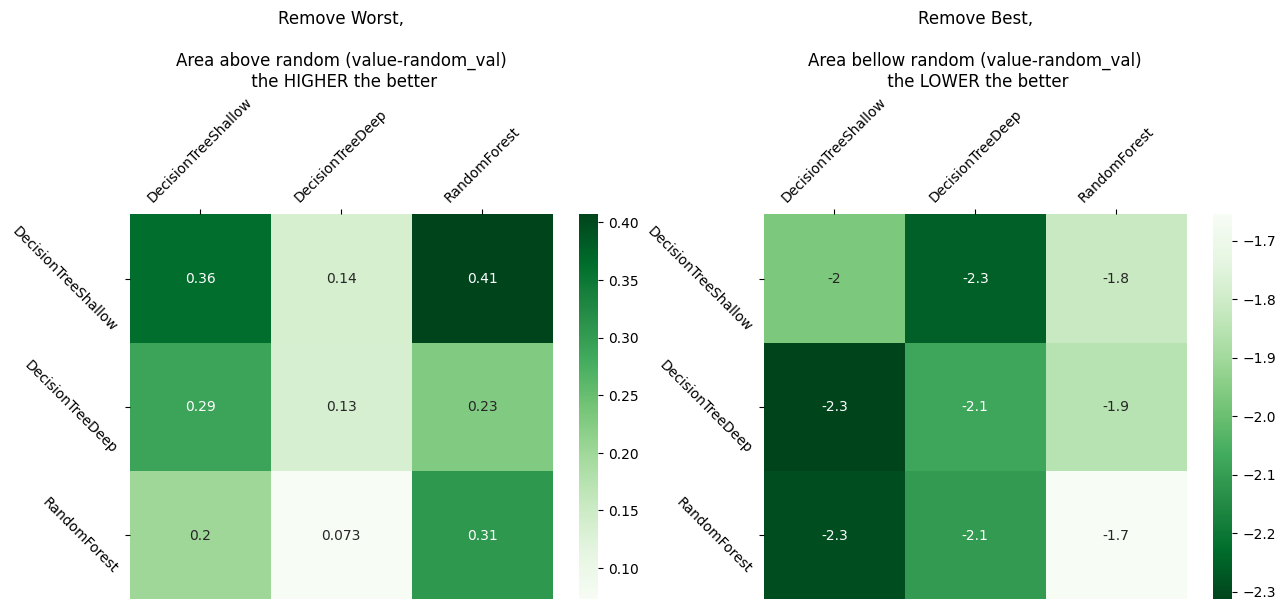 Remove Worst,
Area above random (value-random_val)
the HIGHER the better
DecisionTreeShallow
DecisionTreeDeep
RandomForest
DecisionTreeShallow
DecisionTreeDeep
RandomForest
0.36 0.14 0.41
0.29 0.13 0.23
0.2 0.073 0.31
0.40
0.35
0.30
0.25
0.20
0.15
0.10
Remove Best,
Area bellow random (value-random_val)
the LOWER the better
DecisionTreeShallow
DecisionTreeDeep
RandomForest
DecisionTreeShallow
DecisionTreeDeep
RandomForest
-2 -2.3 -1.8
-2.3 -2.1 -1.9
-2.3 -2.1 -1.7
−1.7
−1.8
−1.9
−2.0
−2.1
−2.2
−2.3